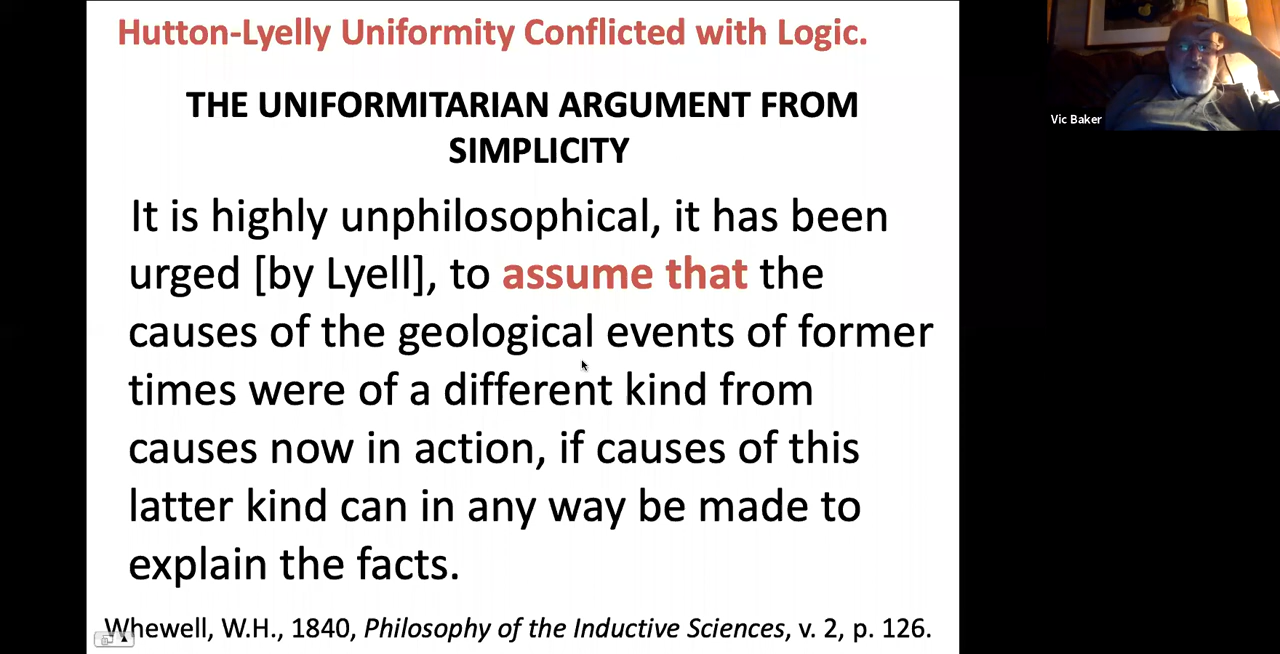 Hutton-Lyelly Uniformity Conflicted with Logic.
THE UNIFORMITARIAN ARGUMENT FROM
SIMPLICITY
It is highly unphilosophical, it has been
urged [by Lyell], to assume that the
causes of the geological events of former
times were of a different kind from
causes now in action, if causes of this
latter kind can in any way be made to
explain the facts.
Whewell, W.H., 1840, Philosophy of the Inductive Sciences, v. 2, p. 126.
Vic Baker